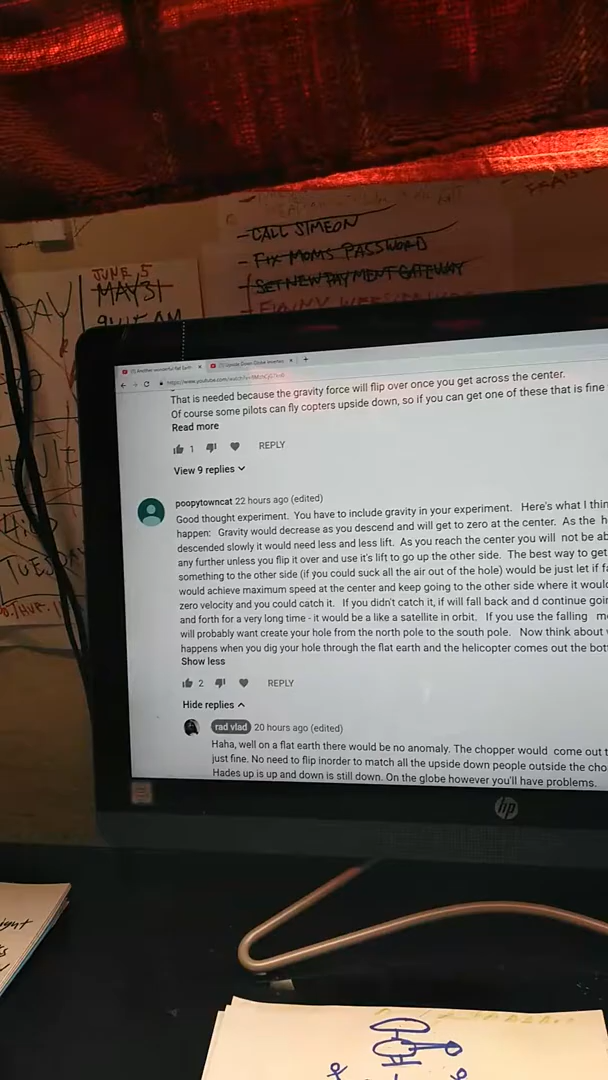 - CALL SIMEON
- FIX MOMS PASSWORD
- SET NEW PAYMENT GATEWAY
DAY
JUNE 5
MAY 31
TUESDAY
That is needed because the gravity force will flip over once you get across the center.
Of course some pilots can fly copters upside down, so if you can get one of these that is fine
Read more
1 REPLY
View 9 replies
poopytowncat 22 hours ago (edited)
Good thought experiment. You have to include gravity in your experiment. Here's what I thin
happen: Gravity would decrease as you descend and will get to zero at the center. As the h
descended slowly it would need less and less lift. As you reach the center you will not be ab
any further unless you flip it over and use it's lift to go up the other side. The best way to get
something to the other side (if you could suck all the air out of the hole) would be just let if fa
would achieve maximum speed at the center and keep going to the other side where it would
zero velocity and you could catch it. If you didn't catch it, if will fall back and d continue goi
and forth for a very long time - it would be a like a satellite in orbit. If you use the falling m
will probably want create your hole from the north pole to the south pole. Now think about
happens when you dig your hole through the flat earth and the helicopter comes out the bot
Show less
2 REPLY
Hide replies
rad vlad 20 hours ago (edited)
Haha, well on a flat earth there would be no anomaly. The chopper would come out t
just fine. No need to flip inorder to match all the upside down people outside the cho
Hades up is up and down is still down. On the globe however you'll have problems.
hp